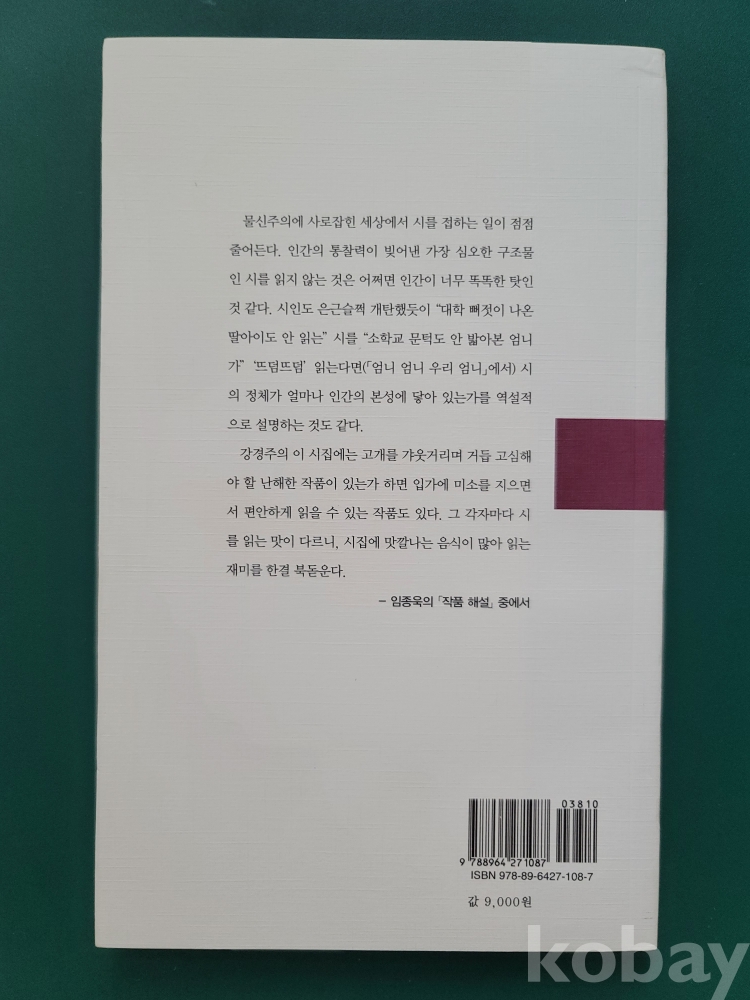 물신주의에 사로잡힌 세상에서 시를 접하는 일이 점점
줄어든다. 인간의 통찰력이 빚어낸 가장 심오한 구조물
인 시를 읽지 않는 것은 어쩌면 인간이 너무 똑똑한 탓인
것 같다. 시인도 은근슬쩍 개탄했듯이 “대학 뼈젓이 나온
딸아이도 안 읽는” 시를 “소학교 문턱도 안 밟아본 엄니
가” ‘뜨덤뜨덤’ 읽는다면(「엄니 엄니 우리 엄니」에서) 시
의 정체가 얼마나 인간의 본성에 닿아 있는가를 역설적
으로 설명하는 것도 같다.
강경주의 이 시집에는 고개를 갸웃거리며 거듭 고심해
야 할 난해한 작품이 있는가 하면 입가에 미소를 지으면
서 편안하게 읽을 수 있는 작품도 있다. 그 각자마다 시
를 읽는 맛이 다르니, 시집에 맛깔나는 음식이 많아 읽는
재미를 한결 북돋운다.
– 임종욱의 「작품 해설」 중에서
03810
9 788964 271087
ISBN 978-89-6427-108-7
값 9,000원
kobay